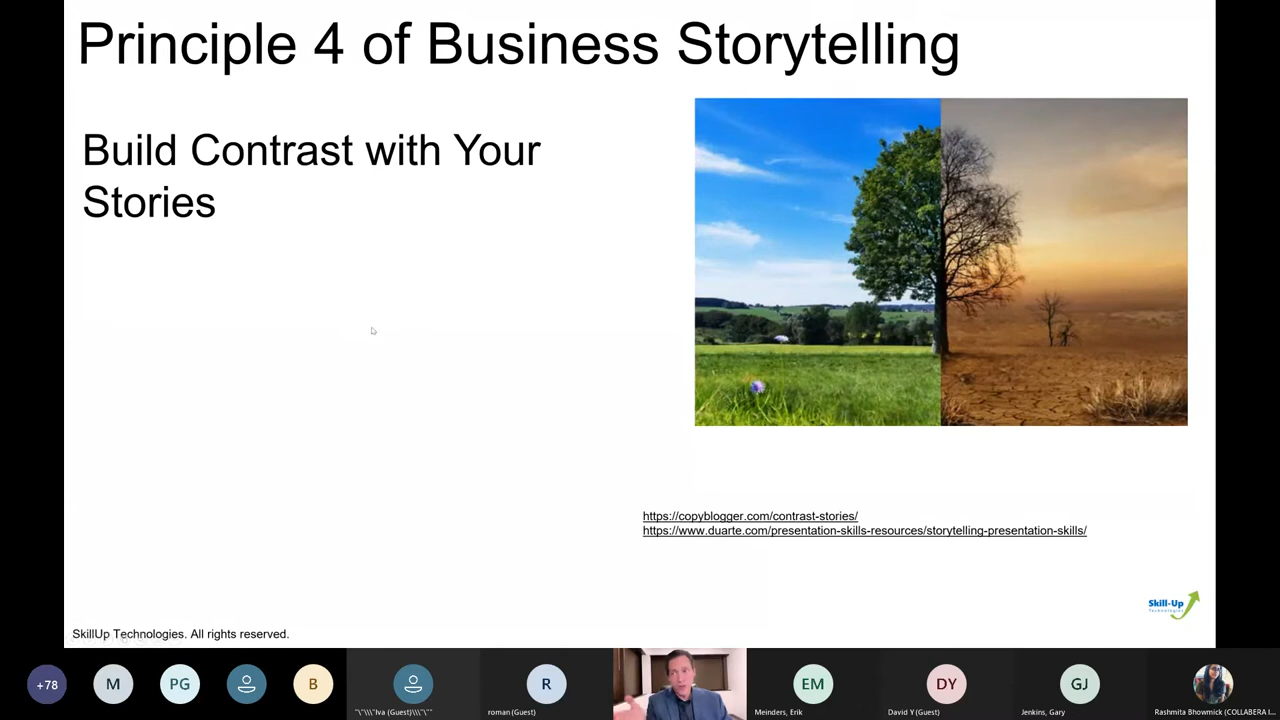 Principle 4 of Business Storytelling
Build Contrast with Your
Stories
https://copyblogger.com/contrast-stories/
https://www.duarte.com/presentation-skills-resources/storytelling-presentation-skills/
Skill-Up
Technologies
SkillUp Technologies. All rights reserved.
+78
M
PG
B
"\"\\\"Iva (Guest)\\\"\""
R
roman (Guest)
EM
Meinders, Erik
DY
David Y (Guest)
GJ
Jenkins, Gary
Rashmita Bhowmick (COLLABERA I...